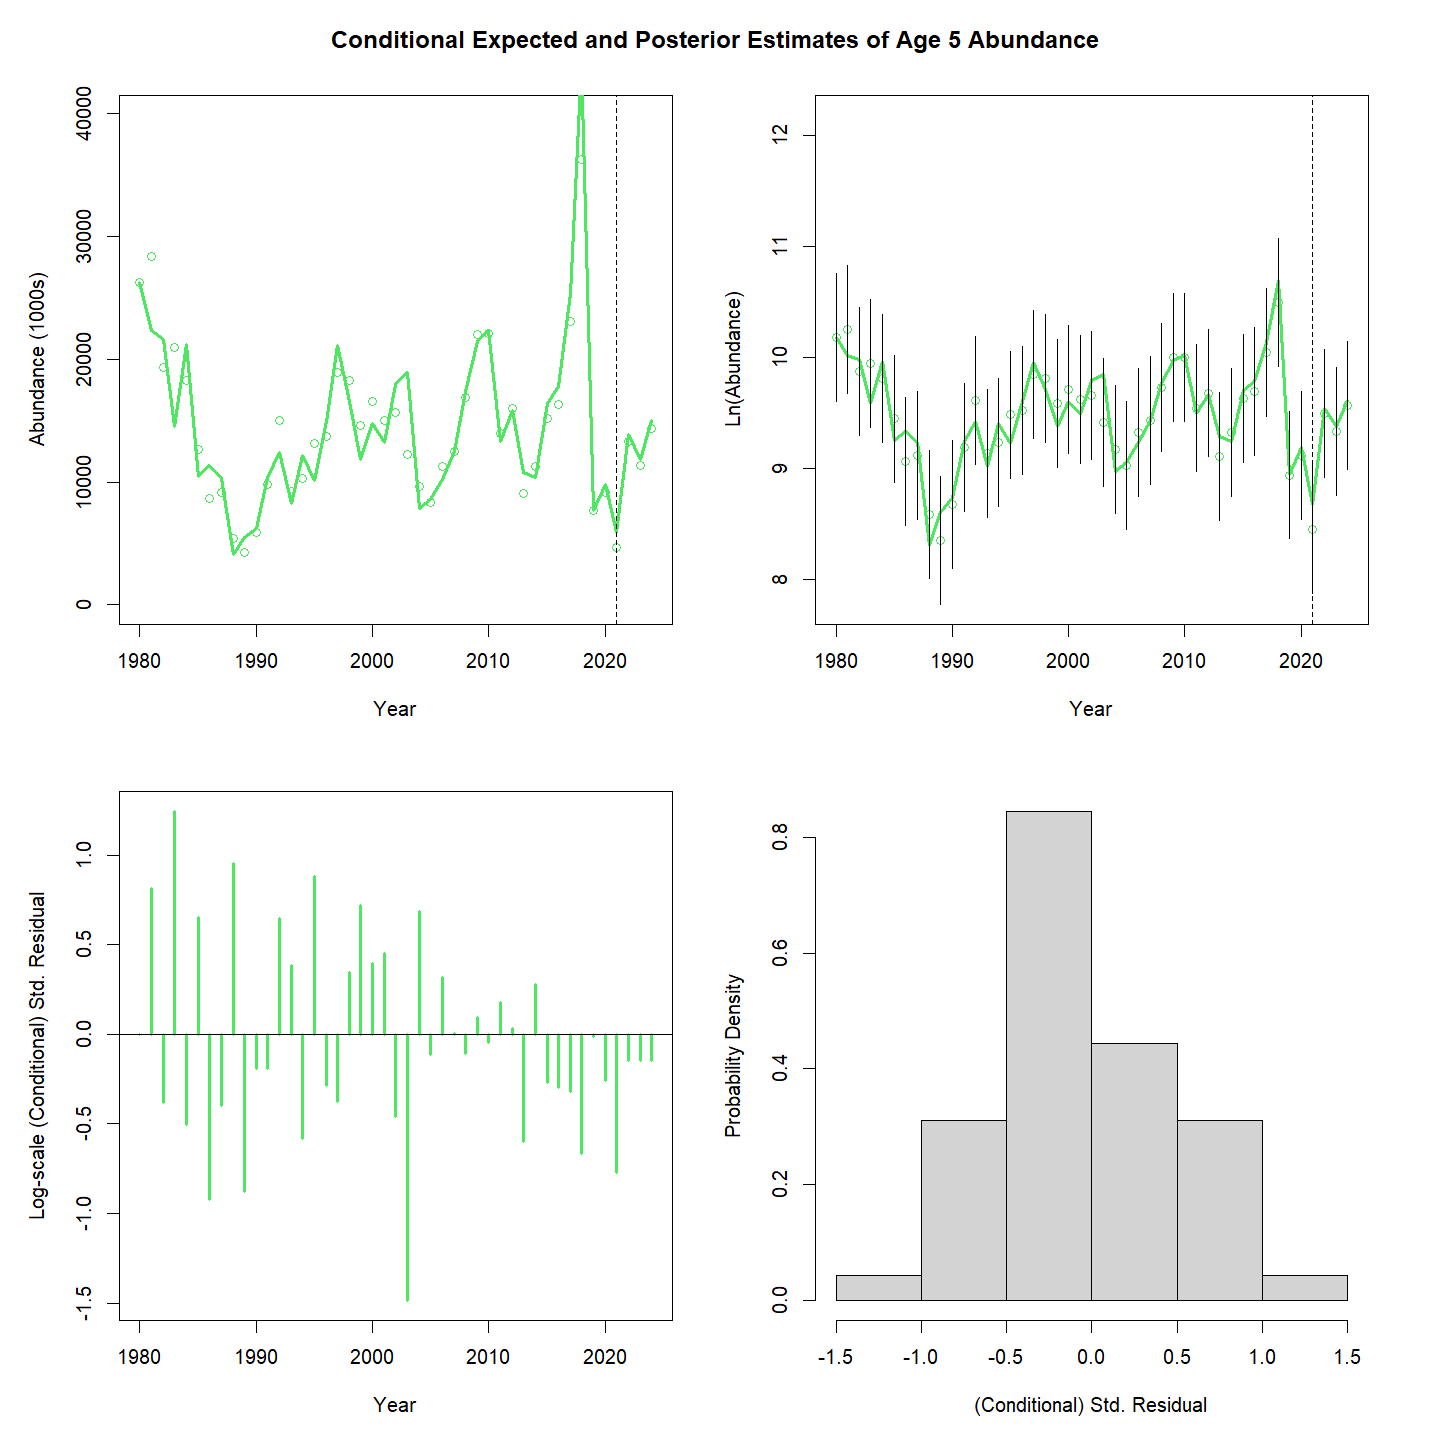 Conditional Expected and Posterior Estimates of Age 5 Abundance
Abundance (1000s)
40000
30000
20000
10000
0
1980 1990 2000 2010 2020
Year
Ln(Abundance)
12
11
10
9
8
1980 1990 2000 2010 2020
Year
Log-scale (Conditional) Std. Residual
1.0
0.5
0.0
-0.5
-1.0
-1.5
1980 1990 2000 2010 2020
Year
Probability Density
0.8
0.6
0.4
0.2
0.0
-1.5 -1.0 -0.5 0.0 0.5 1.0 1.5
(Conditional) Std. Residual